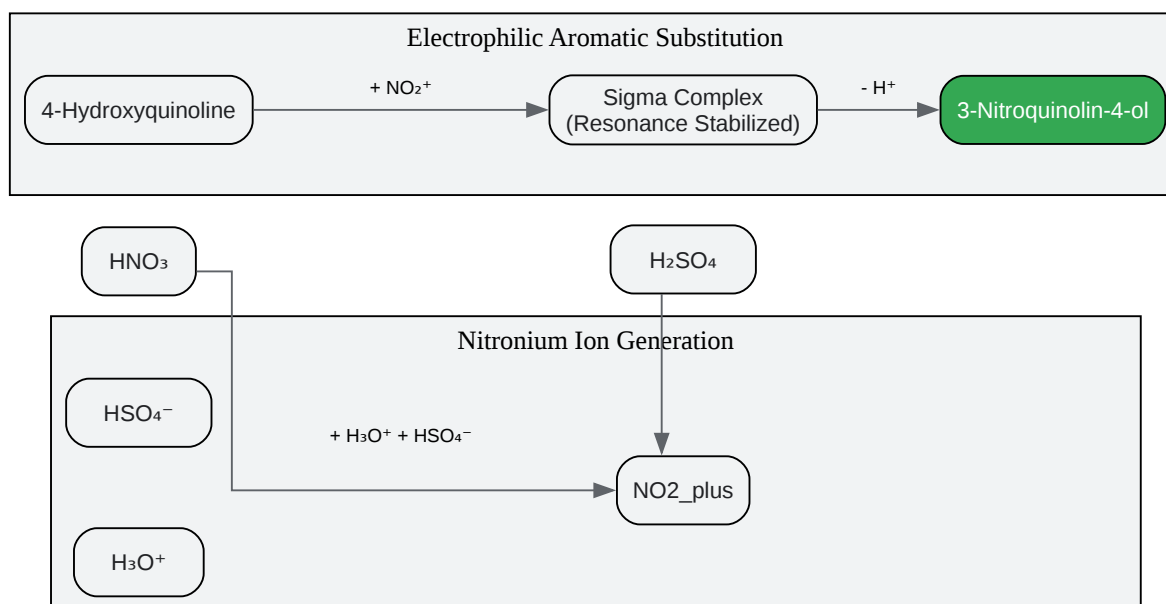 Electrophilic Aromatic Substitution
4-Hydroxyquinoline
+ NO₂⁺
Sigma Complex
(Resonance Stabilized)
- H⁺
3-Nitroquinolin-4-ol
HNO₃
H₂SO₄
Nitronium Ion Generation
HSO₄⁻
+ H₃O⁺ + HSO₄⁻
NO2_plus
H₃O⁺